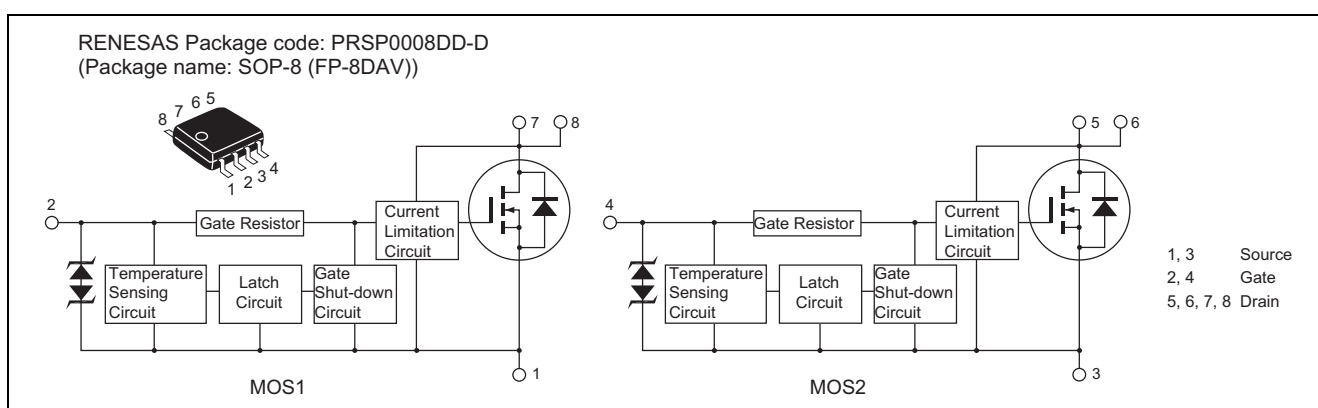 RENESAS Package code: PRSP0008DD-D
(Package name: SOP-8 (FP-8DAV))
8 7 6 5
1 2 3 4
7 8
2
Gate Resistor
Current
Limitation
Circuit
Temperature
Sensing
Circuit
Latch
Circuit
Gate
Shut-down
Circuit
1
MOS1
5 6
4
Gate Resistor
Current
Limitation
Circuit
Temperature
Sensing
Circuit
Latch
Circuit
Gate
Shut-down
Circuit
3
MOS2
1, 3 Source
2, 4 Gate
5, 6, 7, 8 Drain